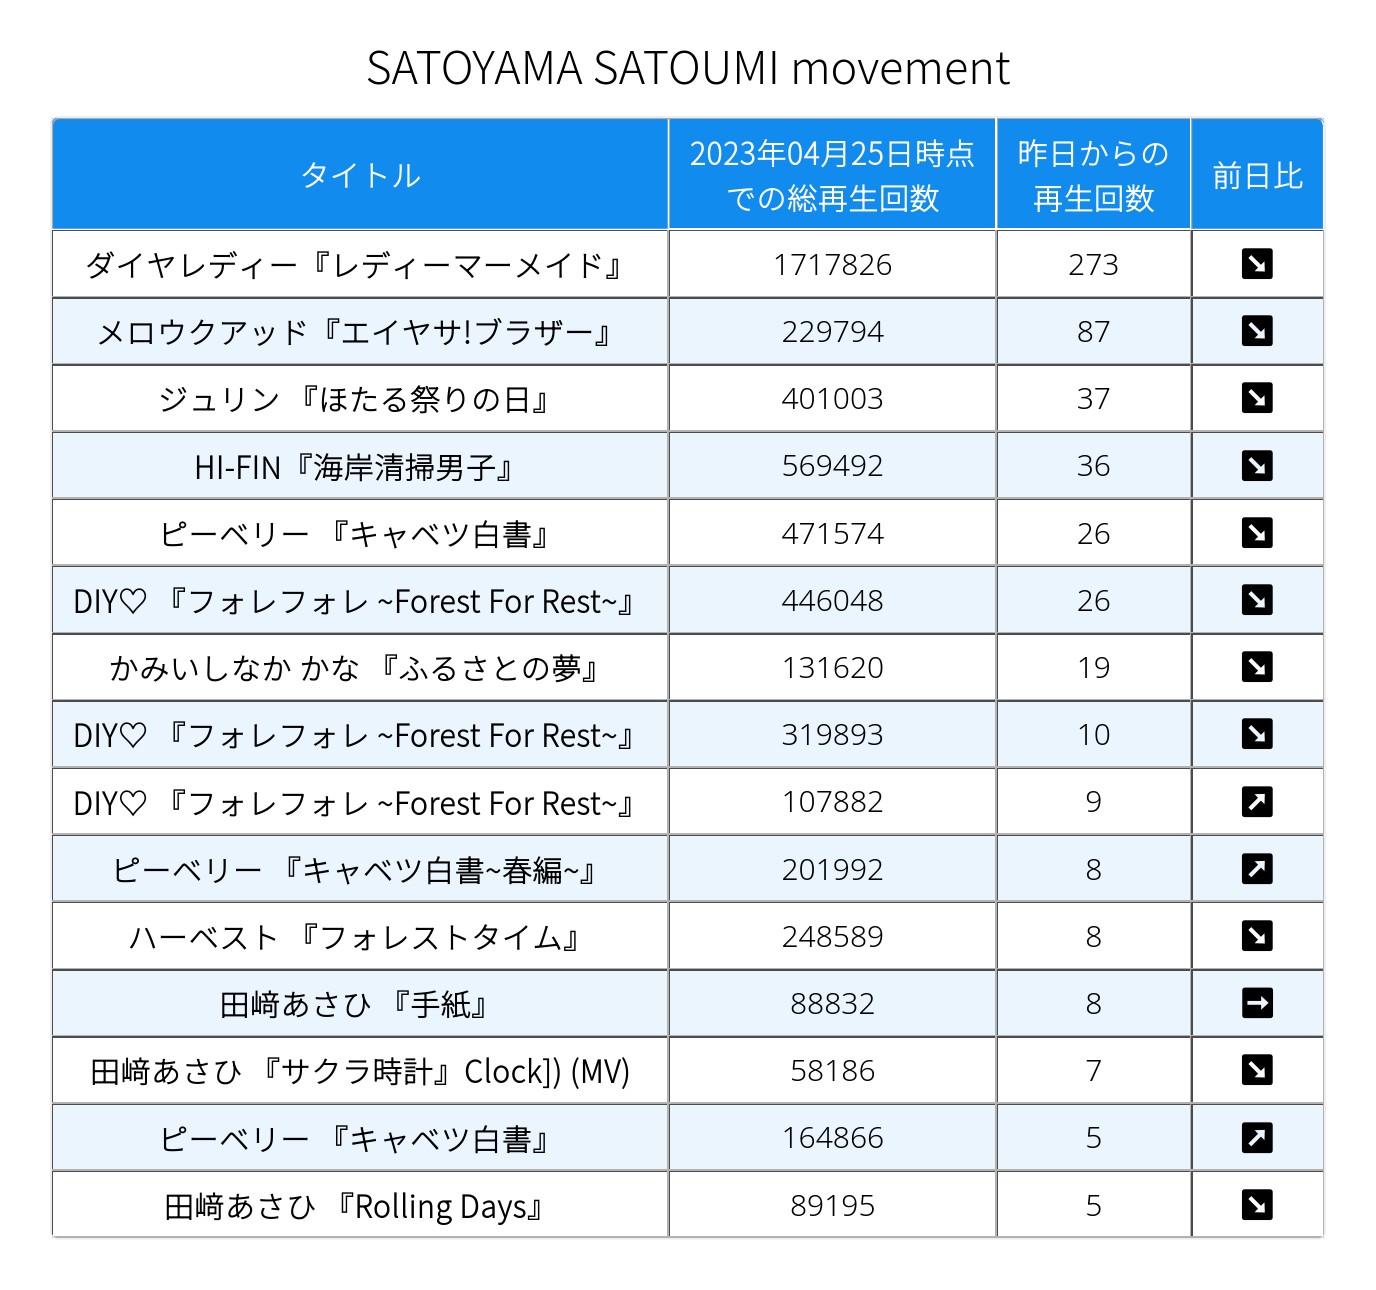 SATOYAMA SATOUMI movement
タイトル 2023年04月25日時点での総再生回数 昨日からの再生回数 前日比
ダイヤレディー『レディーマーメイド』 1717826 273 ↘
メロウクアッド『エイヤサ!ブラザー』 229794 87 ↘
ジュリン 『ほたる祭りの日』 401003 37 ↘
HI-FIN『海岸清掃男子』 569492 36 ↘
ピーベリー 『キャベツ白書』 471574 26 ↘
DIY♡ 『フォレフォレ ~Forest For Rest~』 446048 26 ↘
かみいしなか かな 『ふるさとの夢』 131620 19 ↘
DIY♡ 『フォレフォレ ~Forest For Rest~』 319893 10 ↘
DIY♡ 『フォレフォレ ~Forest For Rest~』 107882 9 ↗
ピーベリー 『キャベツ白書~春編~』 201992 8 ↗
ハーベスト 『フォレストタイム』 248589 8 ↘
田﨑あさひ 『手紙』 88832 8 →
田﨑あさひ 『サクラ時計』Clock]) (MV) 58186 7 ↘
ピーベリー 『キャベツ白書』 164866 5 ↗
田﨑あさひ 『Rolling Days』 89195 5 ↘